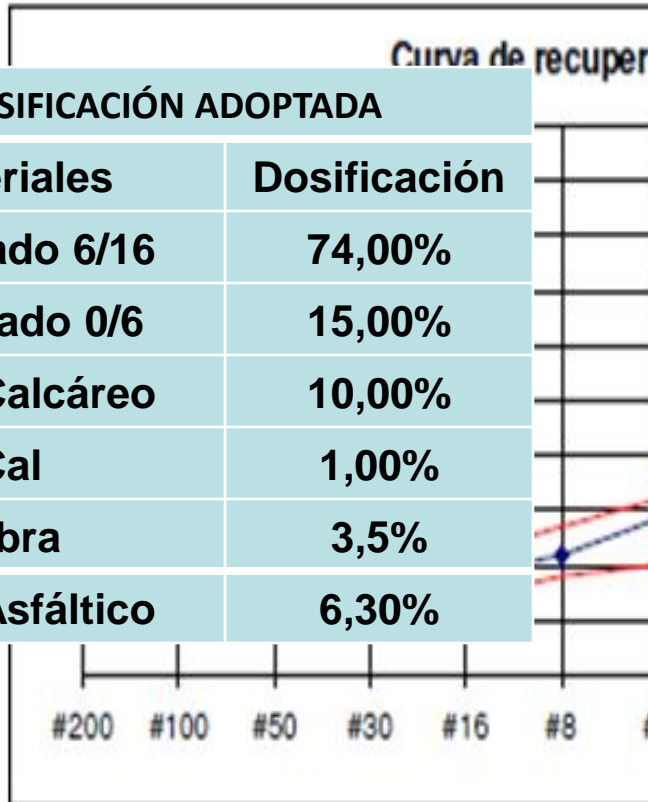 Curva de recuper
SIFICACIÓN ADOPTADA
eriales Dosificación
ado 6/16 74,00%
ado 0/6 15,00%
Calcáreo 10,00%
Cal 1,00%
bra 3,5%
Asfáltico 6,30%
#200 #100 #50 #30 #16 #8